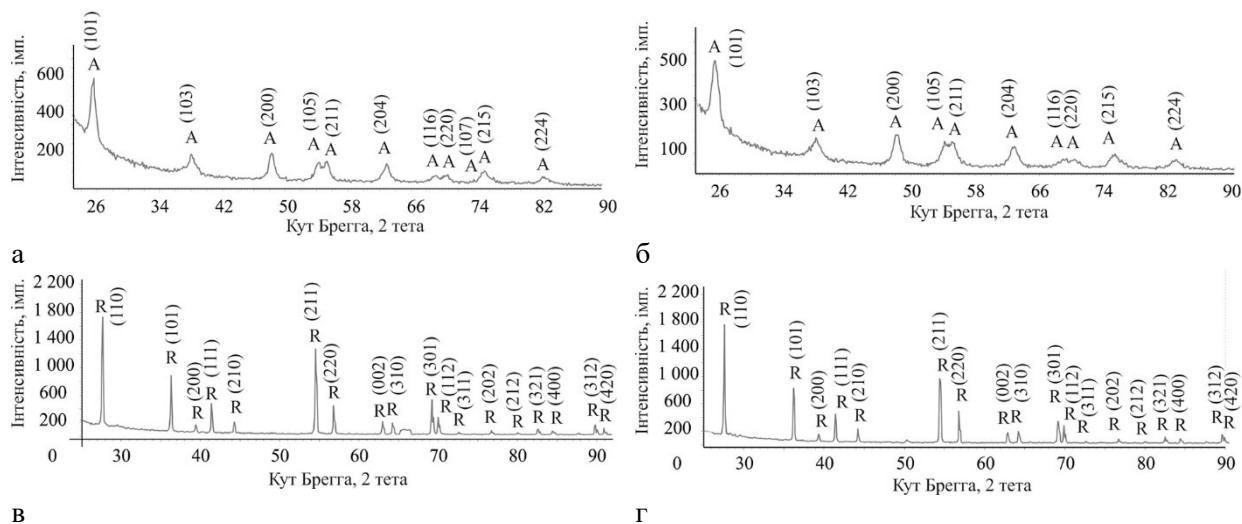 Інтенсивність, імп.
600
400
200
(101)
A
(103)
A
(200)
A
(105)
A
(211)
A
(204)
A
(116)
A
(220)
A
(107)
A
(215)
A
(224)
A
26 34 42 50 58 66 74 82 90
Кут Брегга, 2 тета
а
Інтенсивність, імп.
500
300
100
A
(101)
(103)
A
(200)
A
(105)
A
(211)
A
(204)
A
(116)
A
(220)
A
(215)
A
(224)
A
26 34 42 50 58 66 74 82 90
Кут Брегга, 2 тета
б
Інтенсивність, імп.
2 200
1 800
1 400
1 000
600
200
R (110)
R (101)
R (200)
R (111)
R (210)
R (211)
R (220)
R (002)
R (310)
R (301)
R (112)
R (311)
R (202)
R (212)
R (321)
R (400)
R (312)
R (420)
0 30 40 50 60 70 80 90
Кут Брегга, 2 тета
в
Інтенсивність, імп.
2 200
1 800
1 400
1 000
600
200
R (110)
R (101)
R (200)
R (111)
R (210)
R (211)
R (220)
R (002)
R (310)
R (301)
R (112)
R (311)
R (202)
R (212)
R (321)
R (400)
R (312)
R (420)
0 30 40 50 60 70 80 90
Кут Брегга, 2 тета
г